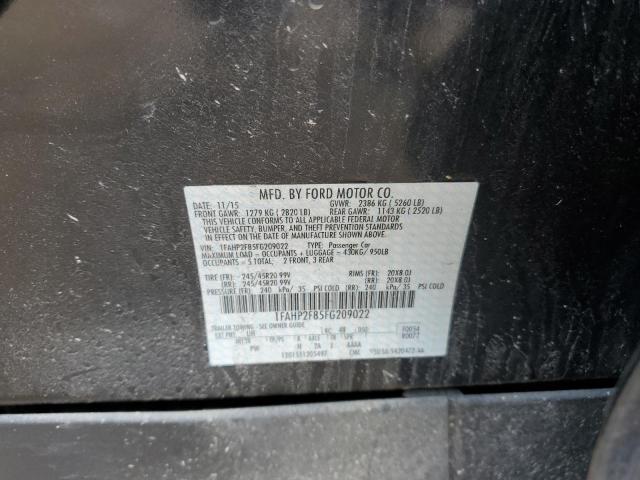 MFD. BY FORD MOTOR CO.
DATE: 11/15 GVWR: 2386 KG ( 5260 LB)
FRONT GAWR: 1279 KG ( 2820 LB) REAR GAWR: 1143 KG ( 2520 LB)
THIS VEHICLE CONFORMS TO ALL APPLICABLE FEDERAL MOTOR
VEHICLE SAFETY, BUMPER, AND THEFT PREVENTION STANDARDS
IN EFFECT ON THE DATE OF MANUFACTURE SHOWN ABOVE.
VIN: 1FAHP2F85FG209022 TYPE: Passenger Car
MAXIMUM LOAD = OCCUPANTS + LUGGAGE = 430KG/ 950LB
OCCUPANTS = 5 TOTAL, 2 FRONT, 3 REAR
TIRE (FR): 245/45R20 99V RIMS (FR): 20X8.0J
(RR): 245/45R20 99V (RR): 20X8.0J
PRESSURE (FR): 240 kPa/ 35 PSI COLD (RR): 240 kPa/ 35 PSI COLD
1FAHP2F85FG209022
TRAILER TOWING - SEE OWNER GUIDE